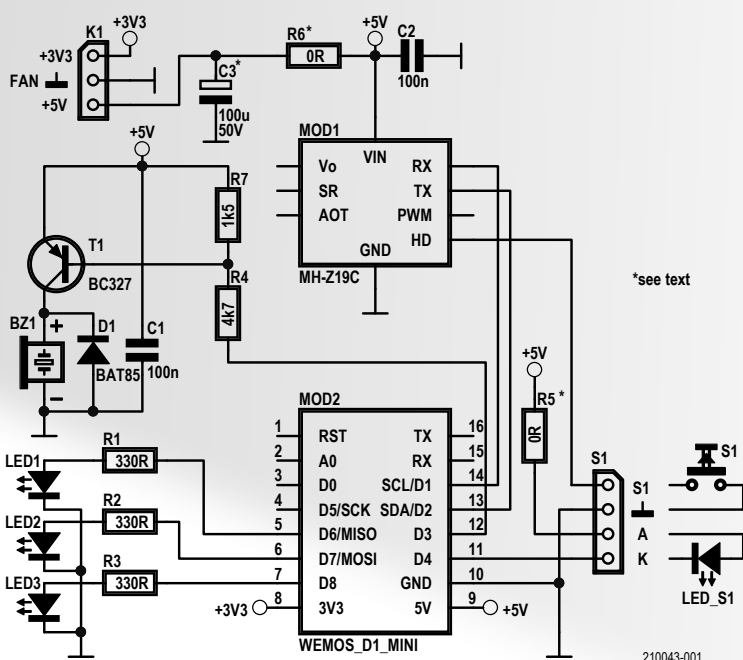 K1
+3V3
+3V3
FAN
+5V
R6*
0R
+5V
C2
100n
C3*
100u
50V
+5V
R7
1k5
T1
BC327
R4
4k7
BZ1
+
–
D1
BAT85
C1
100n
MOD1
VIN
Vo
SR
AOT
RX
TX
PWM
HD
GND
MH-Z19C
*see text
+5V
R5 *
0R
S1
S1
A
K
S1
LED_S1
LED1
R1
330R
LED2
R2
330R
LED3
R3
330R
+3V3
MOD2
1 RST TX 16
2 A0 RX 15
3 D0 SCL/D1 14
4 D5/SCK SDA/D2 13
5 D6/MISO D3 12
6 D7/MOSI D4 11
7 D8 GND 10
8 3V3 5V 9
+5V
WEMOS_D1_MINI
210043-001